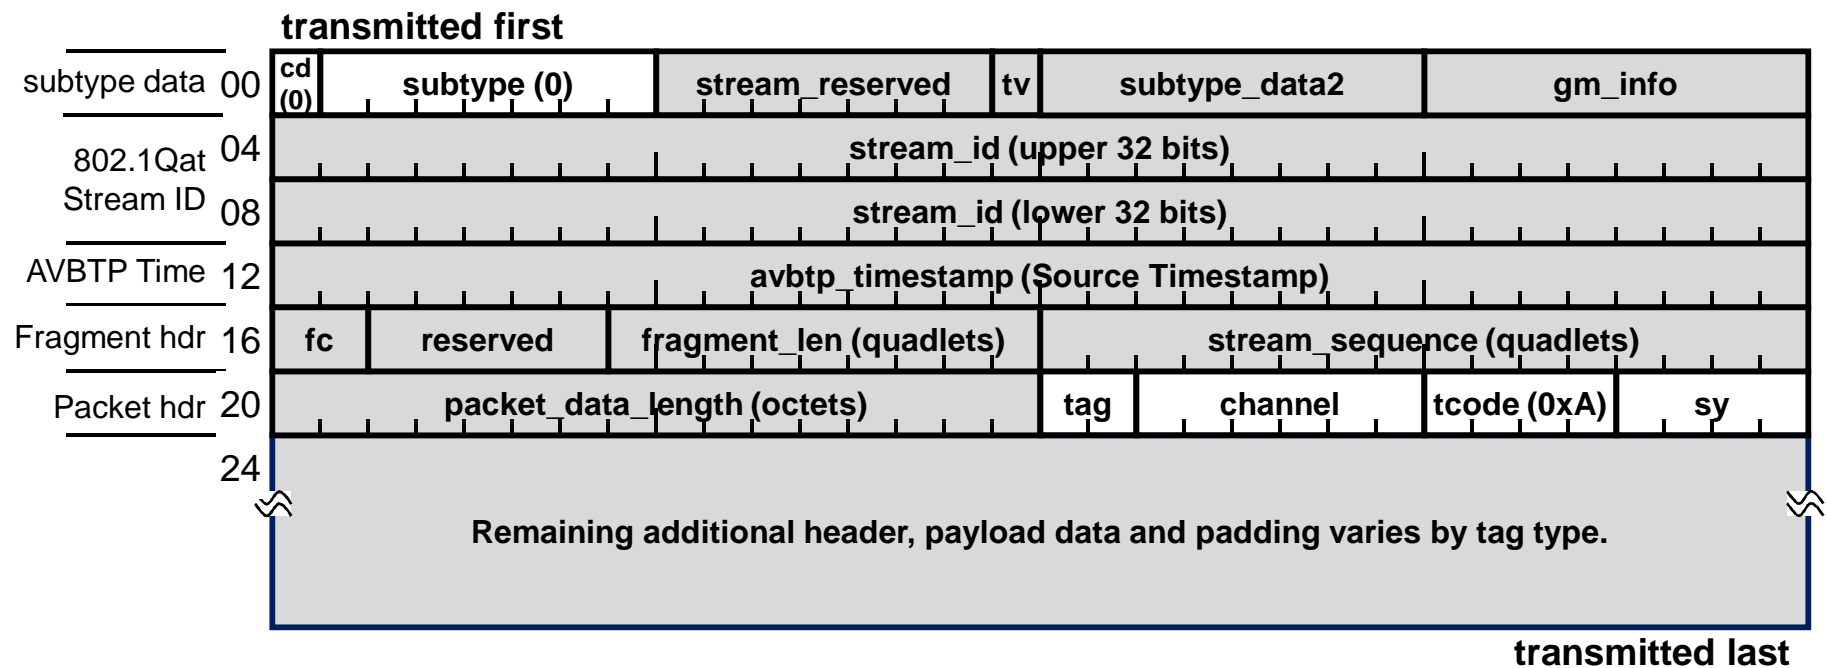 transmitted first
subtype data 00 cd (0) subtype (0) stream_reserved tv subtype_data2 gm_info
802.1Qat Stream ID
04 stream_id (upper 32 bits)
08 stream_id (lower 32 bits)
AVBTP Time 12 avbtp_timestamp (Source Timestamp)
Fragment hdr 16 fc reserved fragment_len (quadlets) stream_sequence (quadlets)
Packet hdr 20 packet_data_length (octets) tag channel tcode (0xA) sy
24
Remaining additional header, payload data and padding varies by tag type.
transmitted last